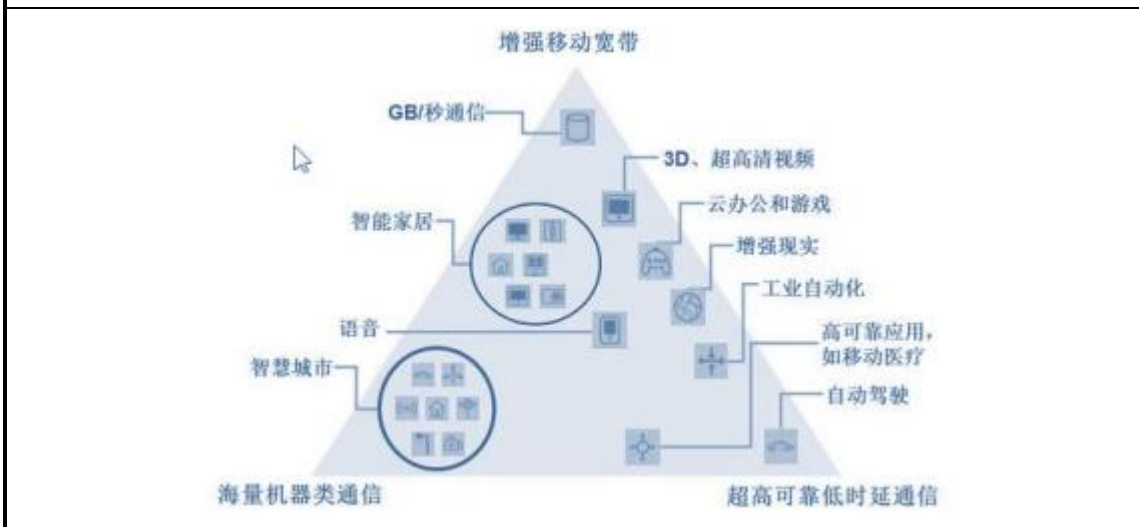 增强移动宽带
GB/秒通信
3D、超高清视频
云办公和游戏
智能家居
增强现实
工业自动化
语音
高可靠应用，
如移动医疗
智慧城市
自动驾驶
海量机器类通信
超高可靠低时延通信